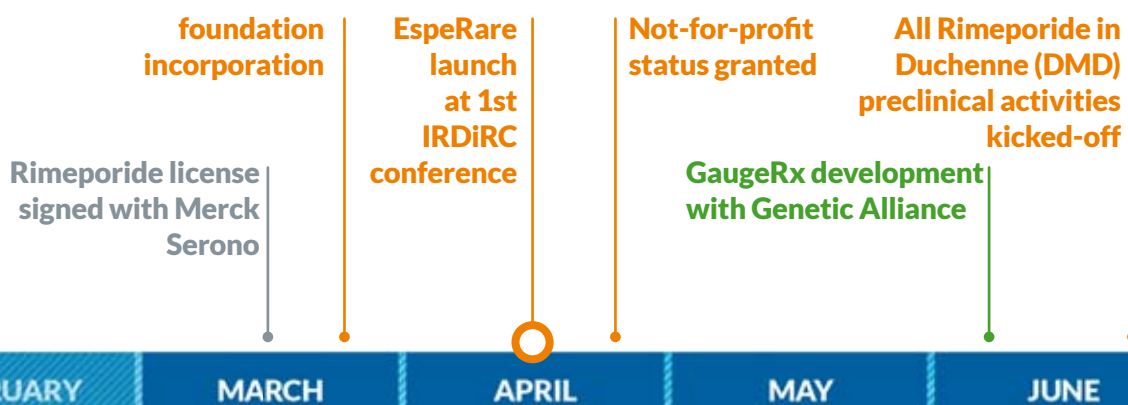 foundation
incorporation
EspeRare
launch
at 1st
IRDiRC
conference
Not-for-profit
status granted
All Rimeporide in
Duchenne (DMD)
preclinical activities
kicked-off
Rimeporide license
signed with Merck
Serono
GaugeRx development
with Genetic Alliance
RUARY
MARCH
APRIL
MAY
JUNE